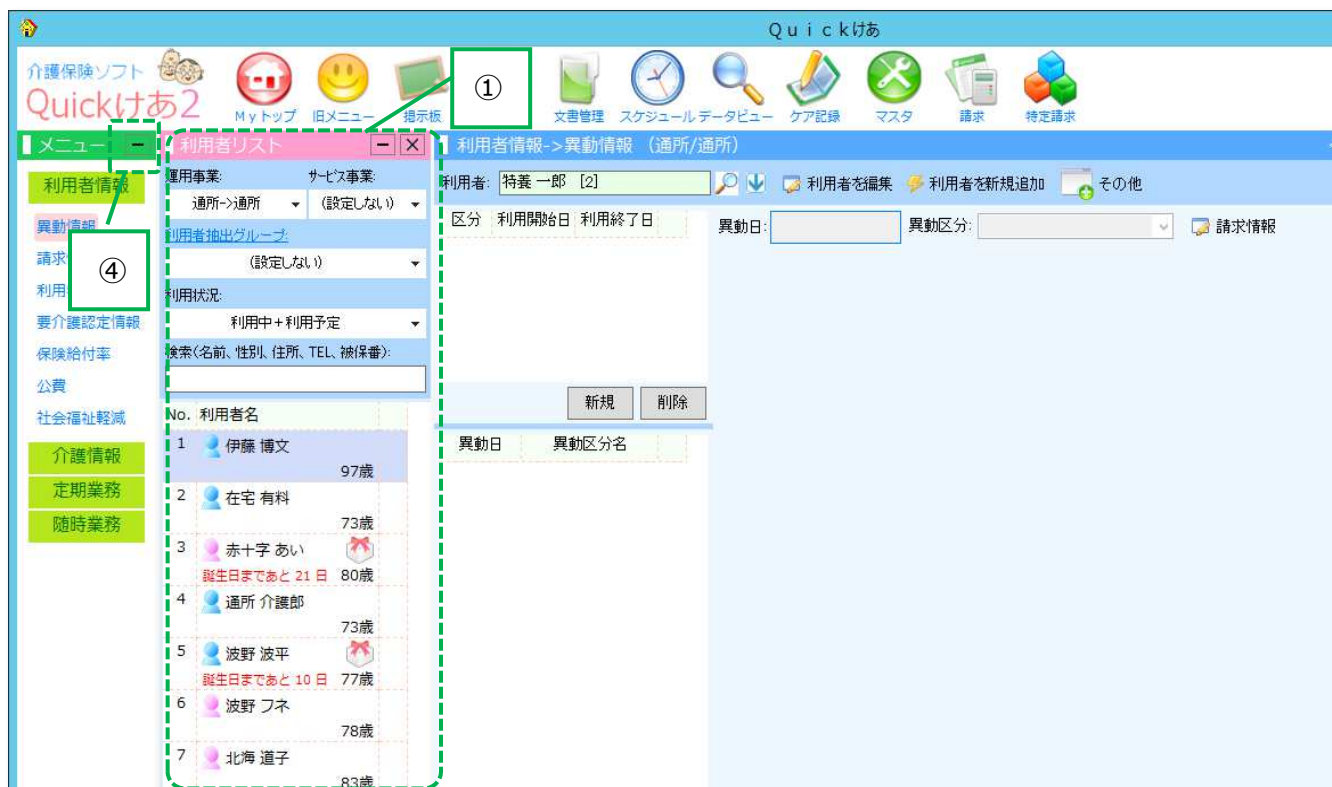 Ｑｕｉｃｋけあ
介護保険ソフト
Quickけあ2
Myトップ
旧メニュー
掲示板
①
文書管理
スケジュール
データビュー
ケア記録
マスタ
請求
特定請求
メニュー
利用者リスト
利用者情報->異動情報 （通所/通所）
利用者情報
異動情報
請求
④
利用
要介護認定情報
保険給付率
公費
社会福祉軽減
介護情報
定期業務
随時業務
運用事業:
サービス事業:
通所->通所
(設定しない)
利用者抽出グループ:
(設定しない)
利用状況:
利用中+利用予定
検索(名前、性別、住所、TEL、被保番):
No. 利用者名
1 伊藤 博文
97歳
2 在宅 有料
73歳
3 赤十字 あい
誕生日まであと 21 日 80歳
4 通所 介護郎
73歳
5 波野 波平
誕生日まであと 10 日 77歳
6 波野 フネ
78歳
7 北海 道子
83歳
利用者: 特養 一郎 [2]
利用者を編集
利用者を新規追加
その他
区分 利用開始日 利用終了日
新規 削除
異動日 異動区分名
異動日:
異動区分:
請求情報